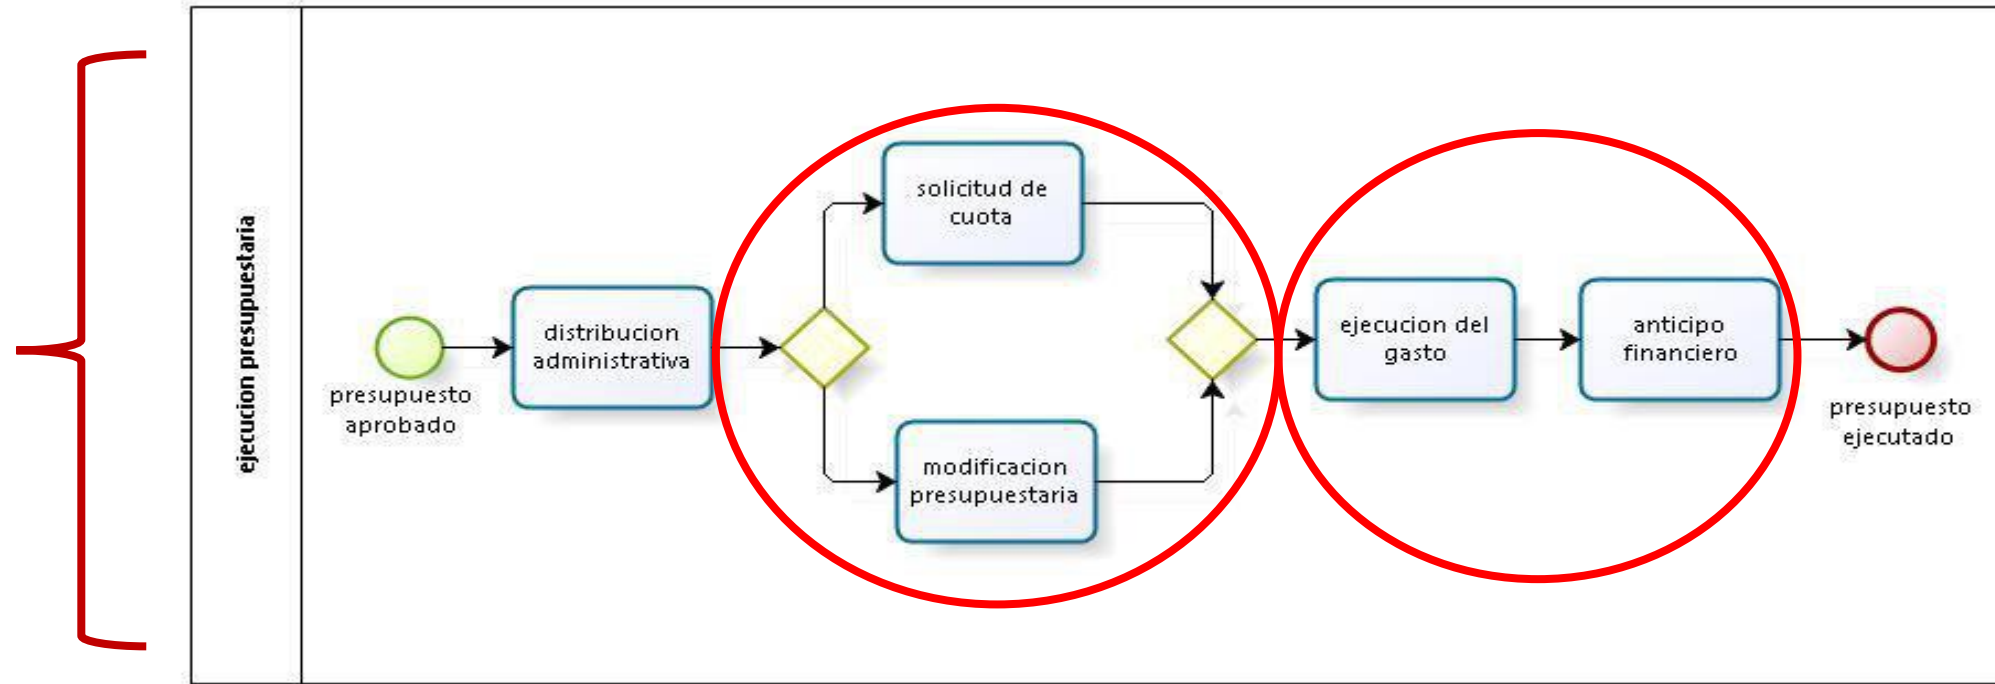 ejecucion presupuestaria
presupuesto
aprobado
distribucion
administrativa
solicitud de
cuota
modificacion
presupuestaria
ejecucion del
gasto
anticipo
financiero
presupuesto
ejecutado